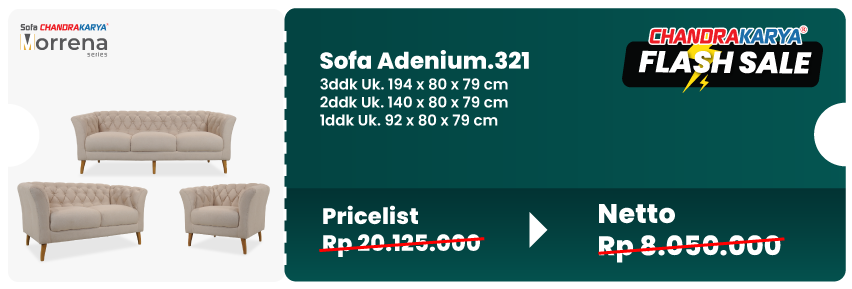 Sofa CHANDRAKARYA®
Morrena
series
Sofa Adenium.321
3ddk Uk. 194 x 80 x 79 cm
2ddk Uk. 140 x 80 x 79 cm
1ddk Uk. 92 x 80 x 79 cm
CHANDRAKARYA®
FLASH SALE
Pricelist
Rp 20.125.000
Netto
Rp 8.050.000